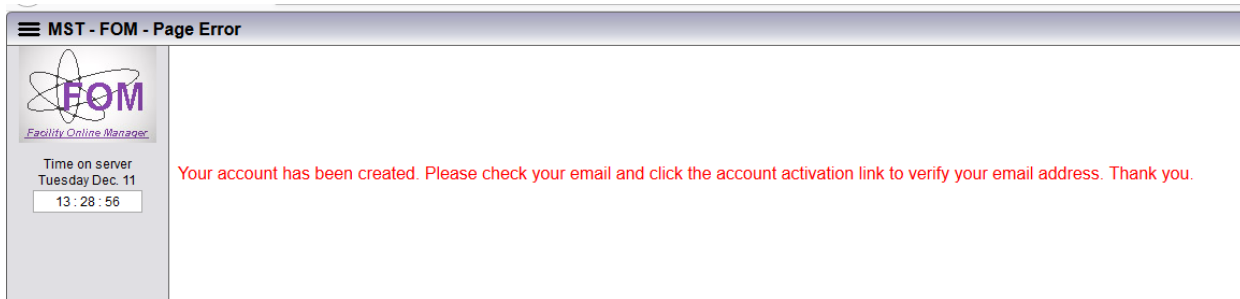 MST - FOM - Page Error
FOM
Facility Online Manager
Time on server
Tuesday Dec. 11
13 : 28 : 56
Your account has been created. Please check your email and click the account activation link to verify your email address. Thank you.